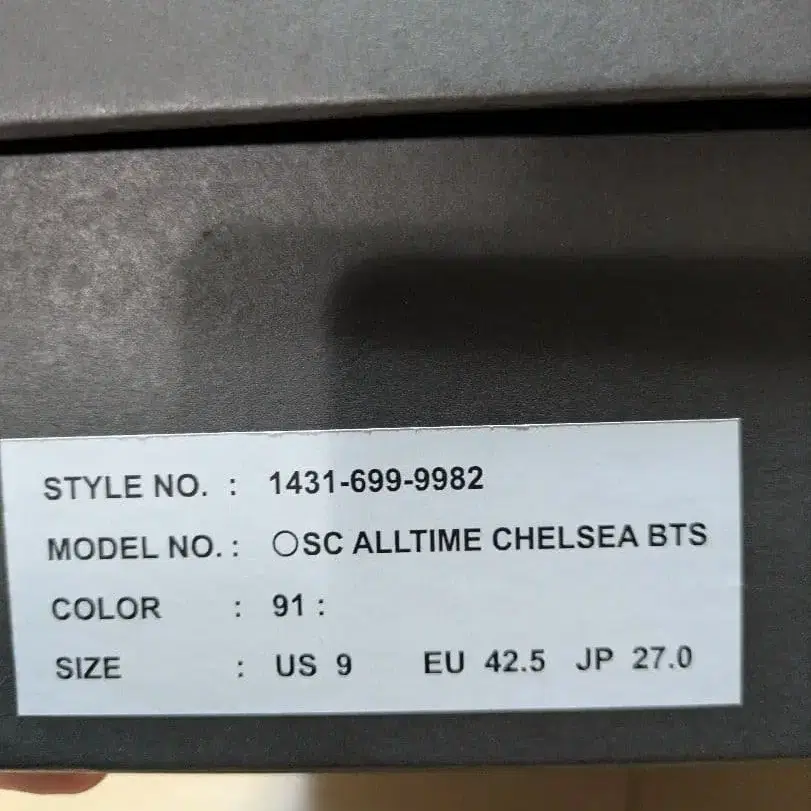 STYLE NO. : 1431-699-9982
MODEL NO. : ○SC ALLTIME CHELSEA BTS
COLOR : 91 :
SIZE : US 9 EU 42.5 JP 27.0